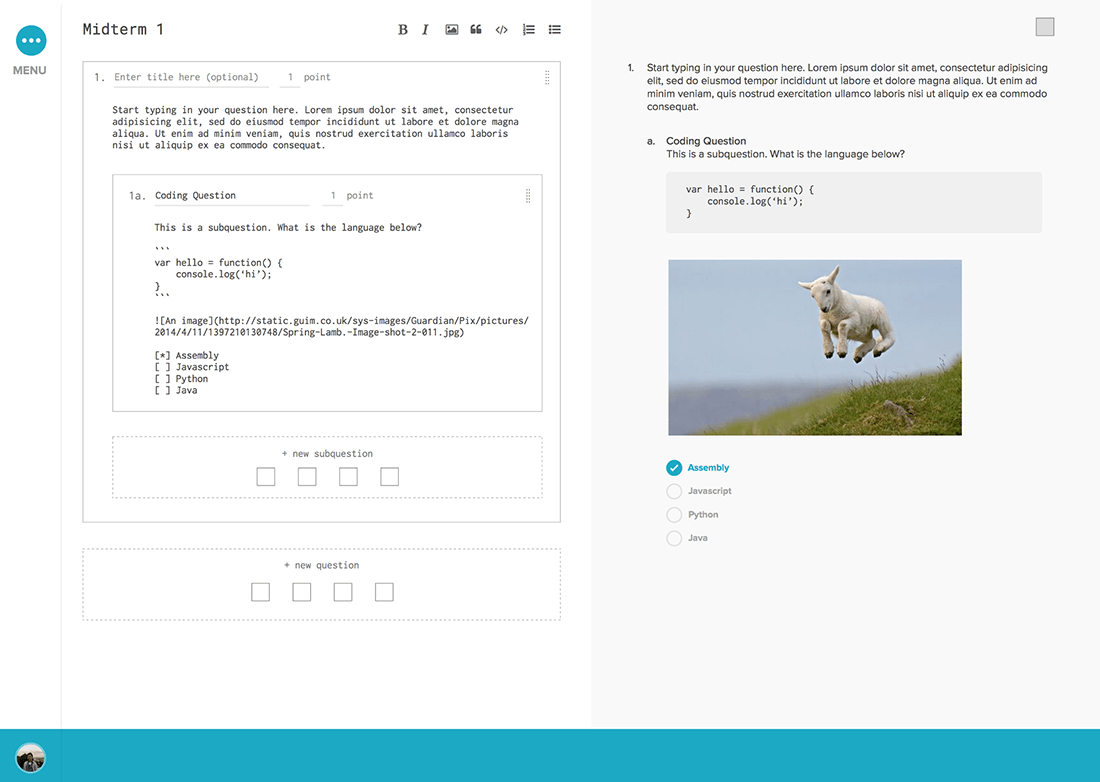 MENU
Midterm 1
B I </>
1. Enter title here (optional) 1 point
Start typing in your question here. Lorem ipsum dolor sit amet, consectetur
adipisicing elit, sed do eiusmod tempor incididunt ut labore et dolore magna
aliqua. Ut enim ad minim veniam, quis nostrud exercitation ullamco laboris
nisi ut aliquip ex ea commodo consequat.
1a. Coding Question 1 point
This is a subquestion. What is the language below?
```
var hello = function() {
console.log(‘hi’);
}
```
![An image](http://static.guim.co.uk/sys-images/Guardian/Pix/pictures/
2014/4/11/1397210130748/Spring-Lamb.-Image-shot-2-011.jpg)
[*] Assembly
[ ] Javascript
[ ] Python
[ ] Java
+ new subquestion
+ new question
1. Start typing in your question here. Lorem ipsum dolor sit amet, consectetur adipisicing
elit, sed do eiusmod tempor incididunt ut labore et dolore magna aliqua. Ut enim ad
minim veniam, quis nostrud exercitation ullamco laboris nisi ut aliquip ex ea commodo
consequat.
a. Coding Question
This is a subquestion. What is the language below?
var hello = function() {
console.log(‘hi’);
}
Assembly
Javascript
Python
Java